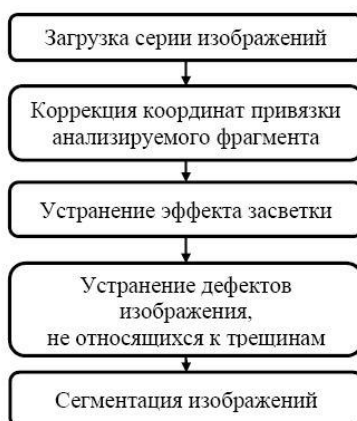 Загрузка серии изображений
Коррекция координат привязки
анализируемого фрагмента
Устранение эффекта засветки
Устранение дефектов
изображения,
не относящихся к трещинам
Сегментация изображений